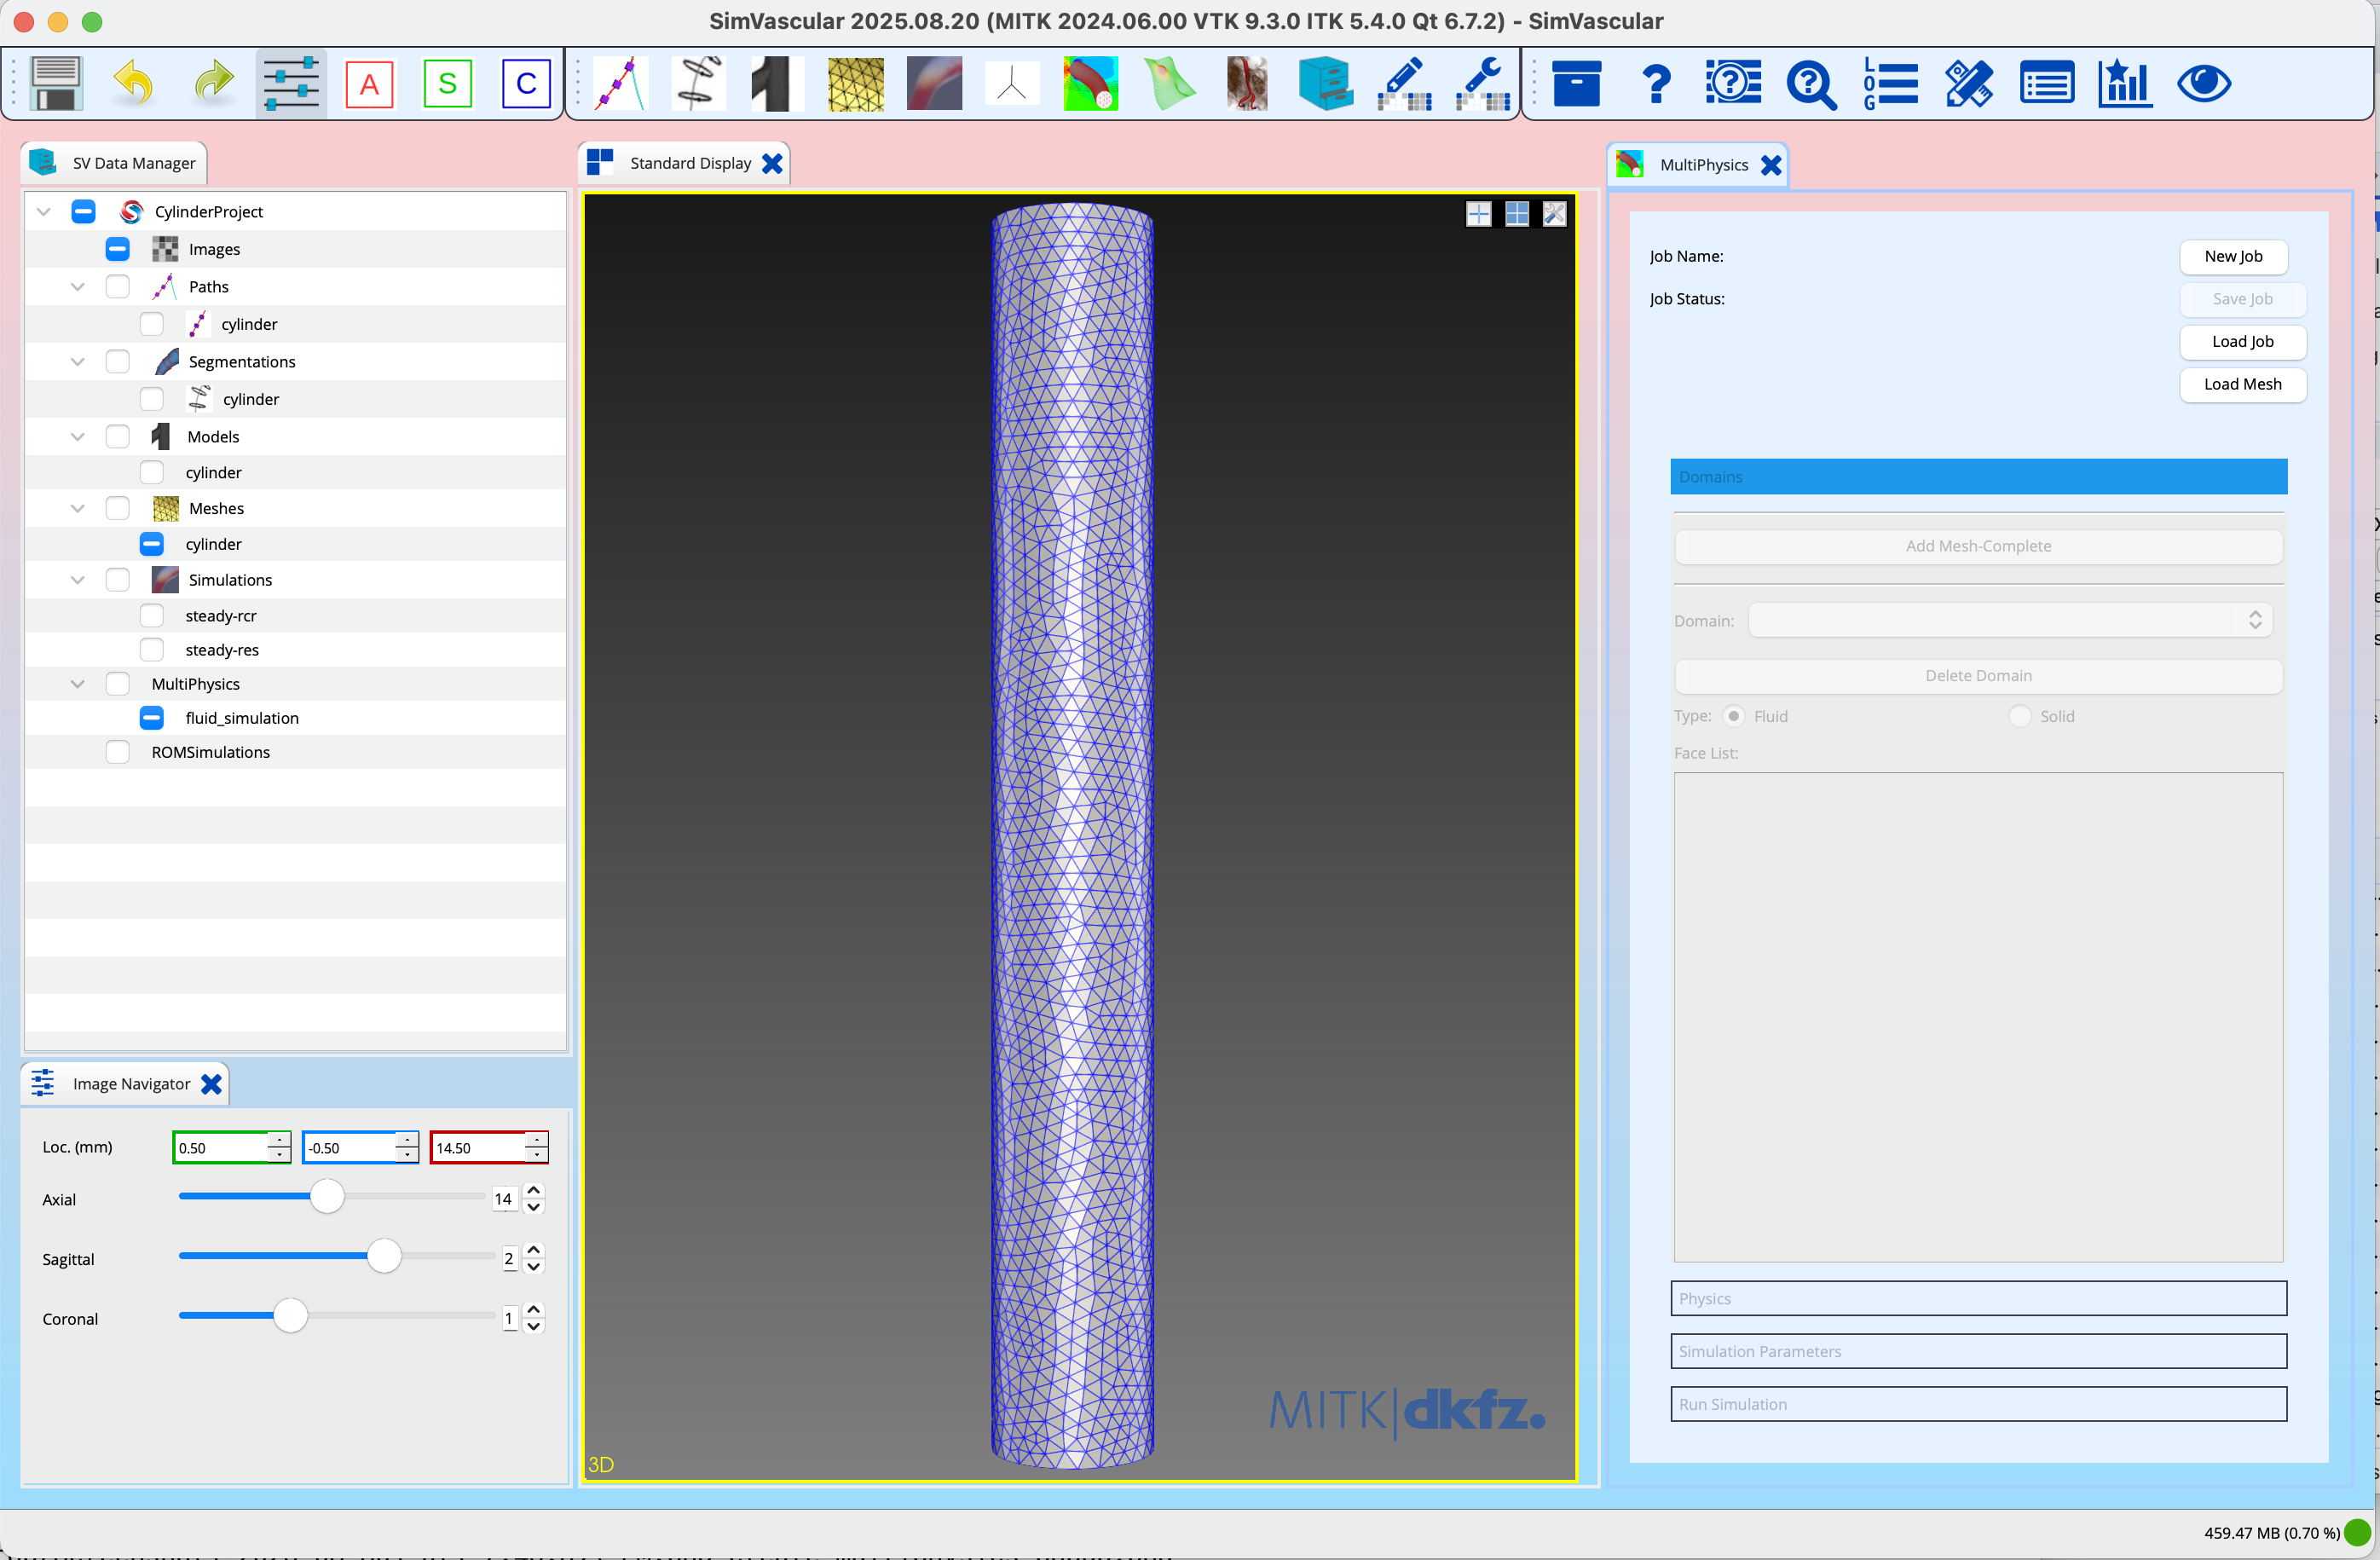 SimVascular 2025.08.20 (MITK 2024.06.00 VTK 9.3.0 ITK 5.4.0 Qt 6.7.2) - SimVascular
A S C
LOG
SV Data Manager
CylinderProject
Images
Paths
cylinder
Segmentations
cylinder
Models
cylinder
Meshes
cylinder
Simulations
steady-rcr
steady-res
MultiPhysics
fluid_simulation
ROMSimulations
Image Navigator
Loc. (mm) 0.50 -0.50 14.50
Axial 14
Sagittal 2
Coronal 1
Standard Display
3D
MITK|dkfz.
MultiPhysics
Job Name:
New Job
Job Status:
Save Job
Load Job
Load Mesh
Domains
Add Mesh-Complete
Domain:
Delete Domain
Type: Fluid Solid
Face List:
Physics
Simulation Parameters
Run Simulation
459.47 MB (0.70 %)